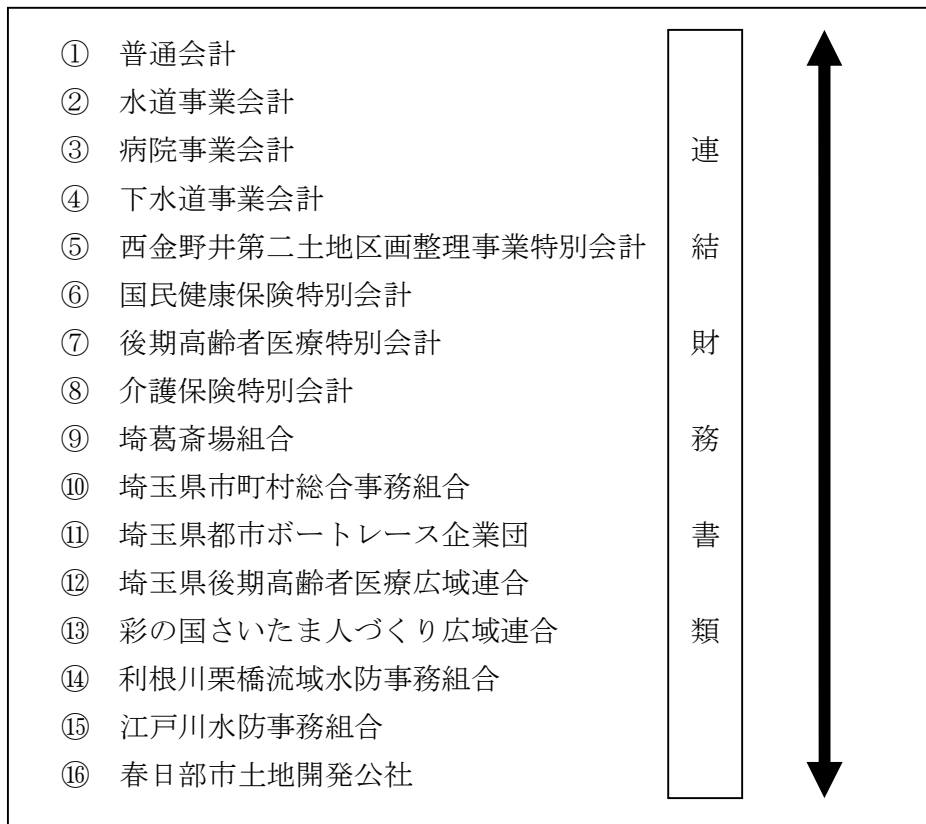 ① 普通会計
② 水道事業会計
③ 病院事業会計
④ 下水道事業会計
⑤ 西金野井第二土地区画整理事業特別会計
⑥ 国民健康保険特別会計
⑦ 後期高齢者医療特別会計
⑧ 介護保険特別会計
⑨ 埼葛斎場組合
⑩ 埼玉県市町村総合事務組合
⑪ 埼玉県都市ボートレース企業団
⑫ 埼玉県後期高齢者医療広域連合
⑬ 彩の国さいたま人づくり広域連合
⑭ 利根川栗橋流域水防事務組合
⑮ 江戸川水防事務組合
⑯ 春日部市土地開発公社
連結財務書類